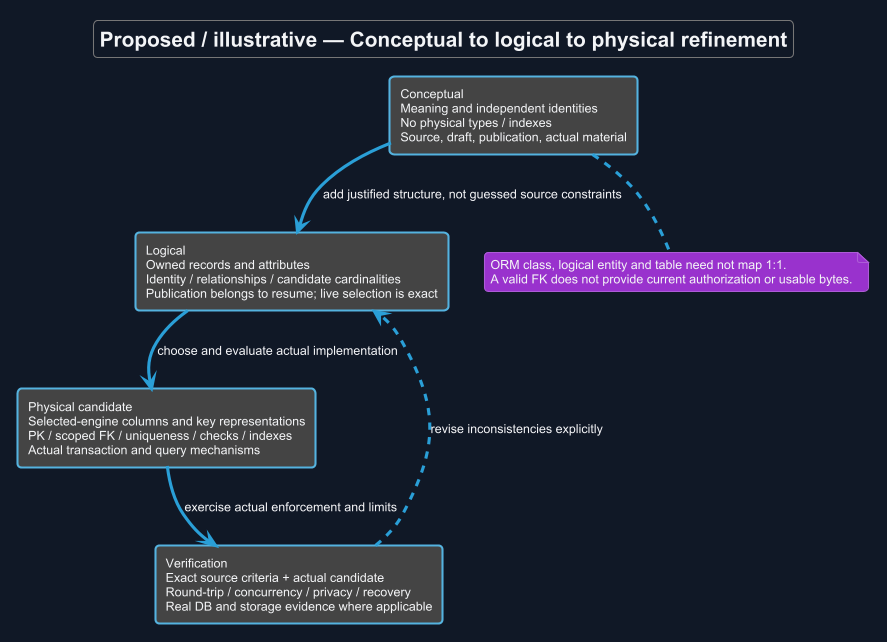 Proposed / illustrative — Conceptual to logical to physical refinement
Conceptual
Meaning and independent identities
No physical types / indexes
Source, draft, publication, actual material
add justified structure, not guessed source constraints
Logical
Owned records and attributes
Identity / relationships / candidate cardinalities
Publication belongs to resume; live selection is exact
ORM class, logical entity and table need not map 1:1.
A valid FK does not provide current authorization or usable bytes.
choose and evaluate actual implementation
Physical candidate
Selected-engine columns and key representations
PK / scoped FK / uniqueness / checks / indexes
Actual transaction and query mechanisms
revise inconsistencies explicitly
exercise actual enforcement and limits
Verification
Exact source criteria + actual candidate
Round-trip / concurrency / privacy / recovery
Real DB and storage evidence where applicable